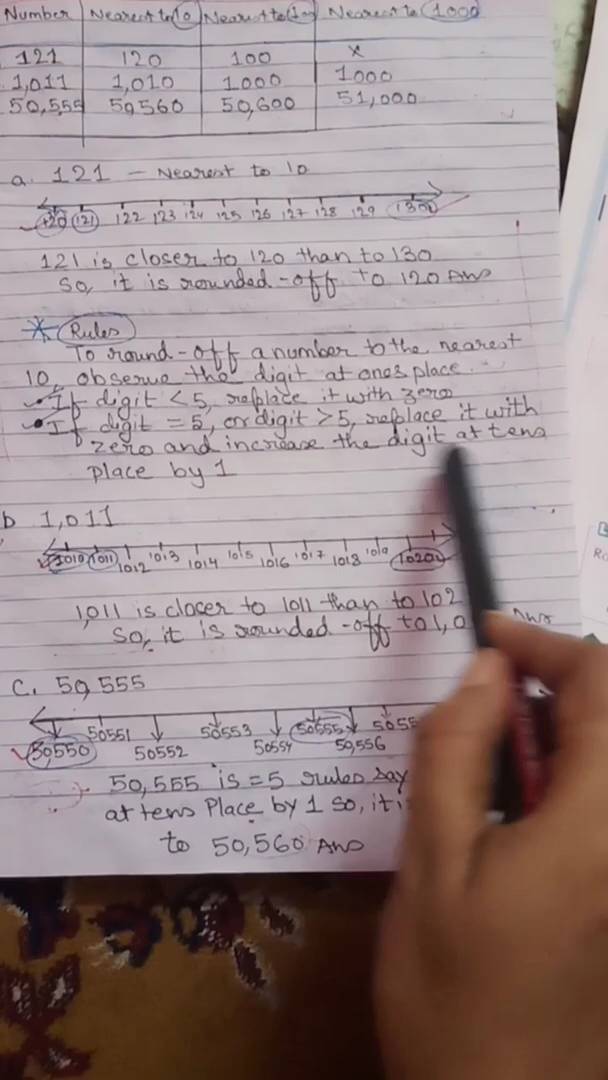 Number Nearest to 10 Nearest to 100 Nearest to 1000
121 120 100 x
1,011 1,010 1000 1000
50,555 50,560 50,600 51,000
a. 121 - Nearest to 10
120 121 122 123 124 125 126 127 128 129 130
121 is closer to 120 than to 130
So, it is rounded-off to 120 Ans
* Rules
To round-off a number to the nearest
10, observe the digit at ones place.
• If digit < 5, replace it with zero
• If digit = 5, or digit > 5, replace it with
zero and increase the digit at tens
place by 1
b 1,011
1010 1011 1012 1013 1014 1015 1016 1017 1018 1019 1020
1,011 is closer to 1011 than to 102
So, it is rounded-off to 1,0 Ans
C. 50,555
50550 50551 50552 50553 50554 50555 50,556 5055
50,555 is = 5 rules say
at tens Place by 1 so, it i
to 50,560 Ans